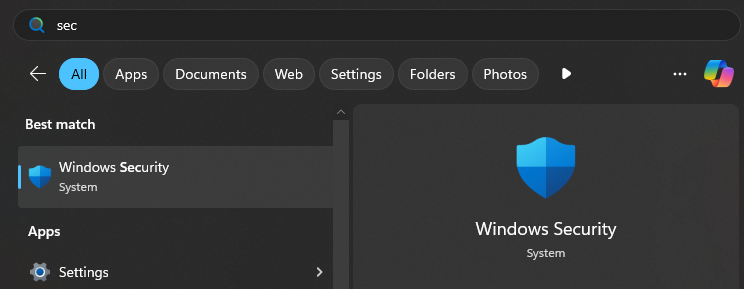 sec
All Apps Documents Web Settings Folders Photos
Best match
Windows Security
System
Apps
Settings
Windows Security
System